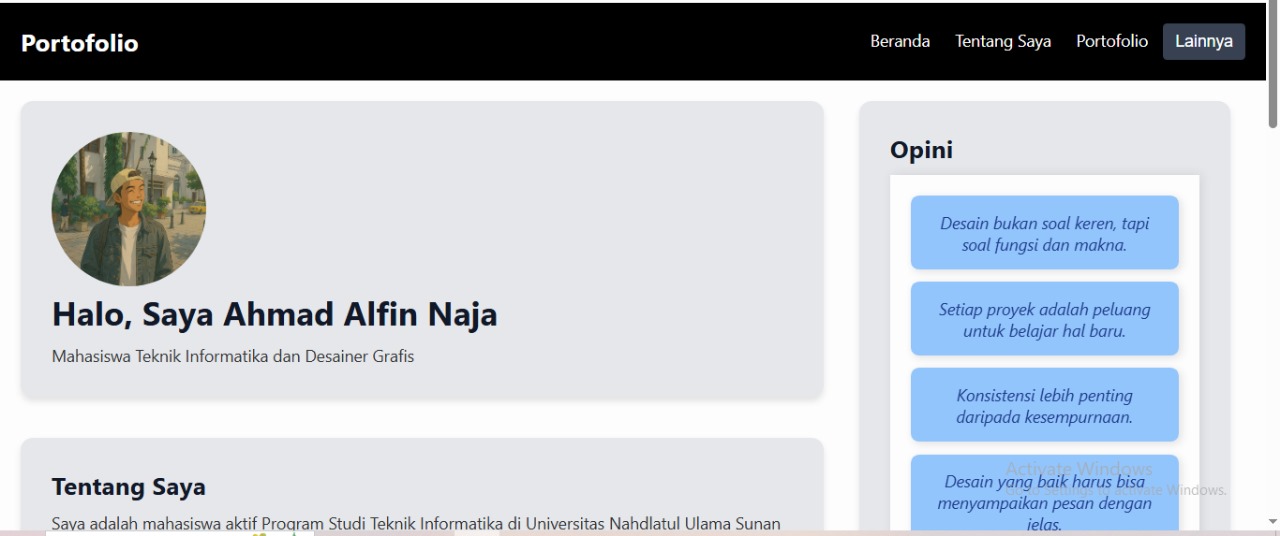 Portofolio
Beranda
Tentang Saya
Portofolio
Lainnya
Halo, Saya Ahmad Alfin Naja
Mahasiswa Teknik Informatika dan Desainer Grafis
Tentang Saya
Saya adalah mahasiswa aktif Program Studi Teknik Informatika di Universitas Nahdlatul Ulama Sunan
Opini
Desain bukan soal keren, tapi
soal fungsi dan makna.
Setiap proyek adalah peluang
untuk belajar hal baru.
Konsistensi lebih penting
daripada kesempurnaan.
Desain yang baik harus bisa
menyampaikan pesan dengan
jelas.
Activate Windows
Go to Settings to activate Windows.